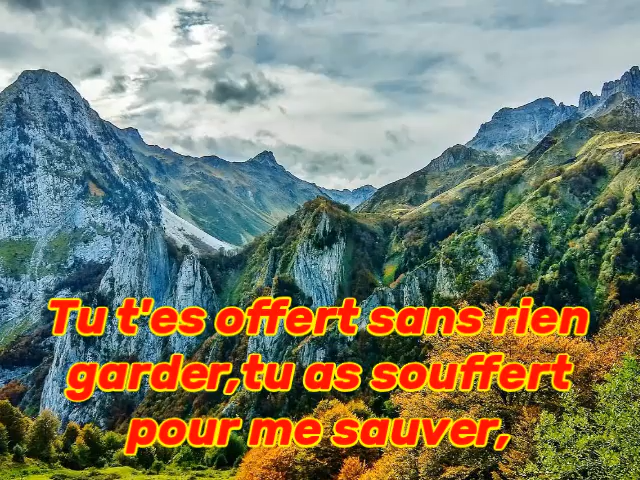 Tu t'es offert sans rien
garder,tu as souffert
pour me sauver,